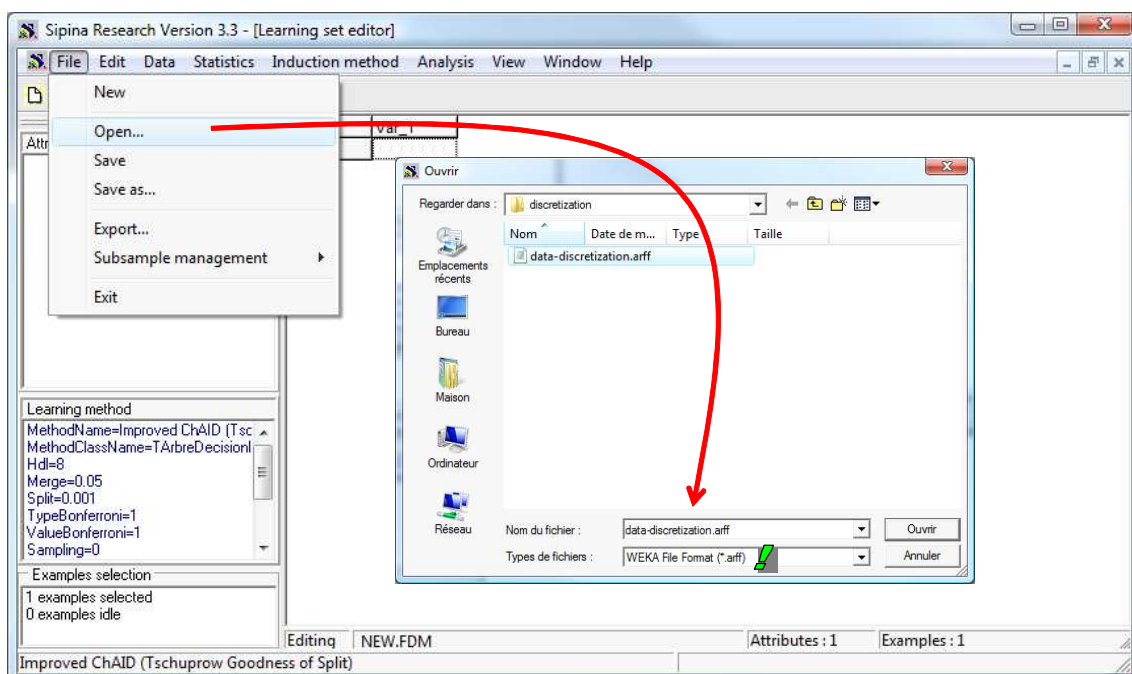 Sipina Research Version 3.3 - [Learning set editor]
File Edit Data Statistics Induction method Analysis View Window Help
New
Open...
Save
Save as...
Export...
Subsample management
Exit
Attr
Var_1
Ouvrir
Regarder dans : discretization
Nom Date de m... Type Taille
data-discretization.arff
Emplacements
récents
Bureau
Maison
Ordinateur
Réseau
Nom du fichier : data-discretization.arff Ouvrir
Types de fichiers : WEKA File Format (*.arff) Annuler
Learning method
MethodName=Improved ChAID (Tsc
MethodClassName=TArbreDecisionI
Hdl=8
Merge=0.05
Split=0.001
TypeBonferroni=1
ValueBonferroni=1
Sampling=0
Examples selection
1 examples selected
0 examples idle
Editing NEW.FDM Attributes : 1 Examples : 1
Improved ChAID (Tschuprow Goodness of Split)